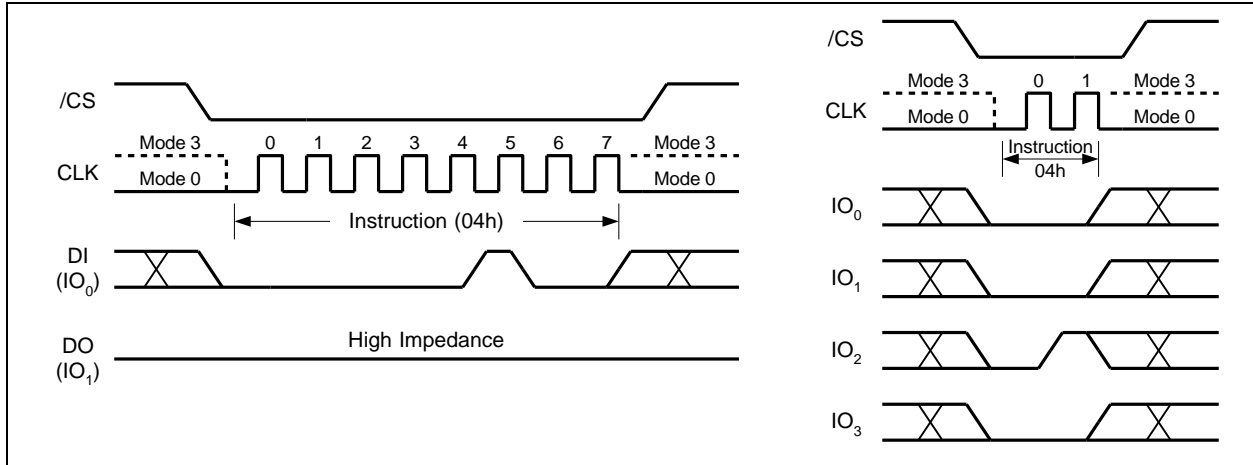 /CS
Mode 3 0 1 2 3 4 5 6 7 Mode 3
CLK
Mode 0 Mode 0
Instruction (04h)
DI
(IO0)
High Impedance
DO
(IO1)
/CS
Mode 3 0 1 Mode 3
CLK
Mode 0 Mode 0
Instruction
04h
IO0
IO1
IO2
IO3